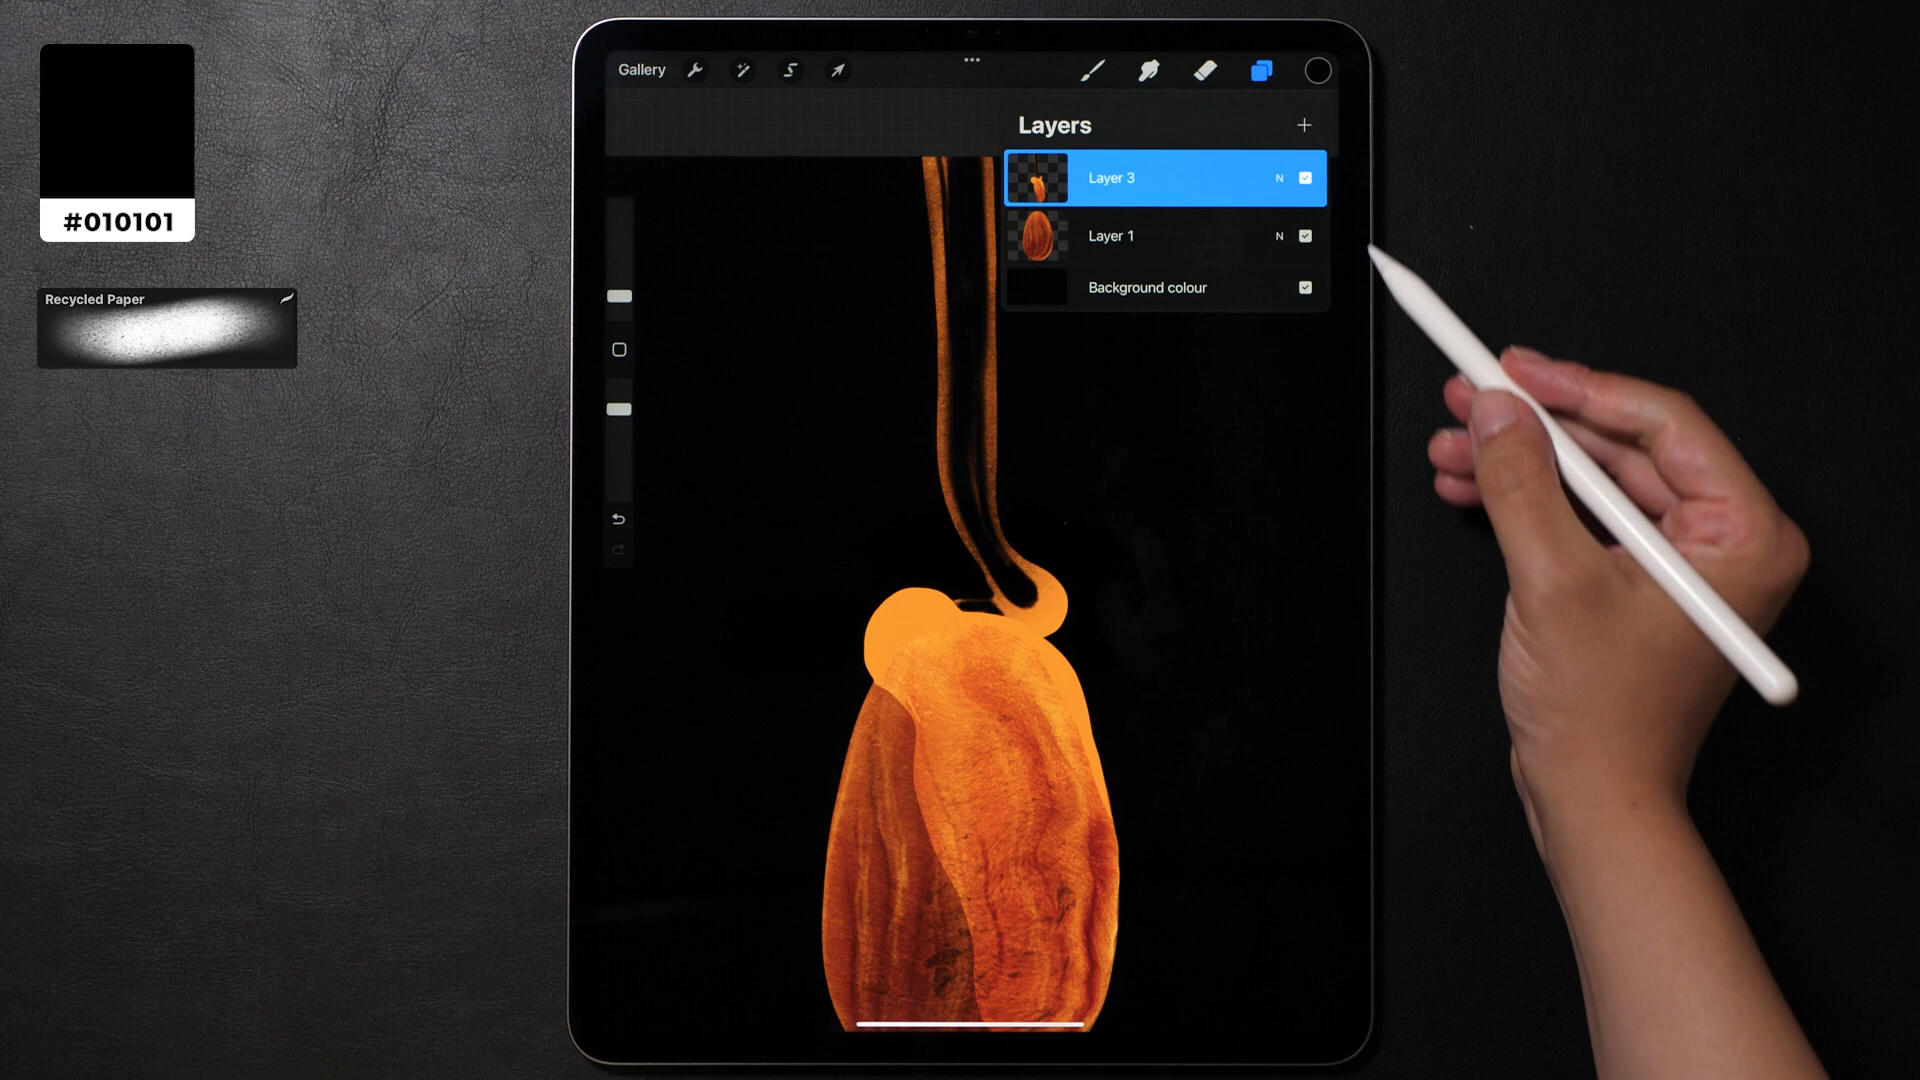 #010101
Recycled Paper
Gallery
Layers
Layer 3 N
Layer 1 N
Background colour